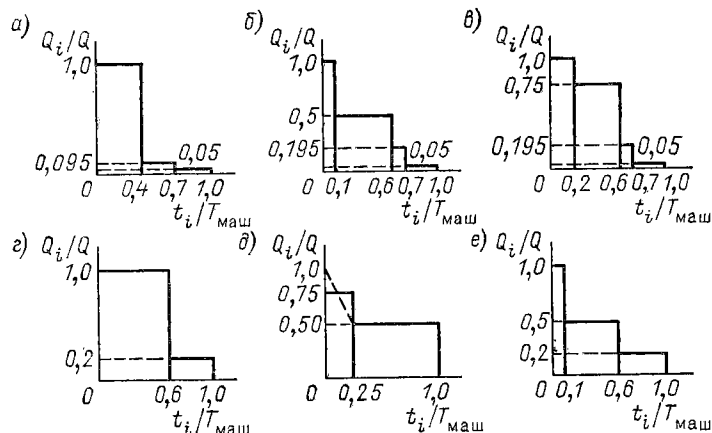 а) Q_i/Q
1,0
0,095
0,05
0 0,4 0,7 1,0
t_i/T_маш
б) Q_i/Q
1,0
0,5
0,195
0,05
0 0,1 0,6 0,7 1,0
t_i/T_маш
в) Q_i/Q
1,0
0,75
0,195
0,05
0 0,2 0,6 0,7 1,0
t_i/T_маш
г) Q_i/Q
1,0
0,2
0 0,6 1,0
t_i/T_маш
д) Q_i/Q
1,0
0,75
0,50
0 0,25 1,0
t_i/T_маш
е) Q_i/Q
1,0
0,5
0,2
0 0,1 0,6 1,0
t_i/T_маш